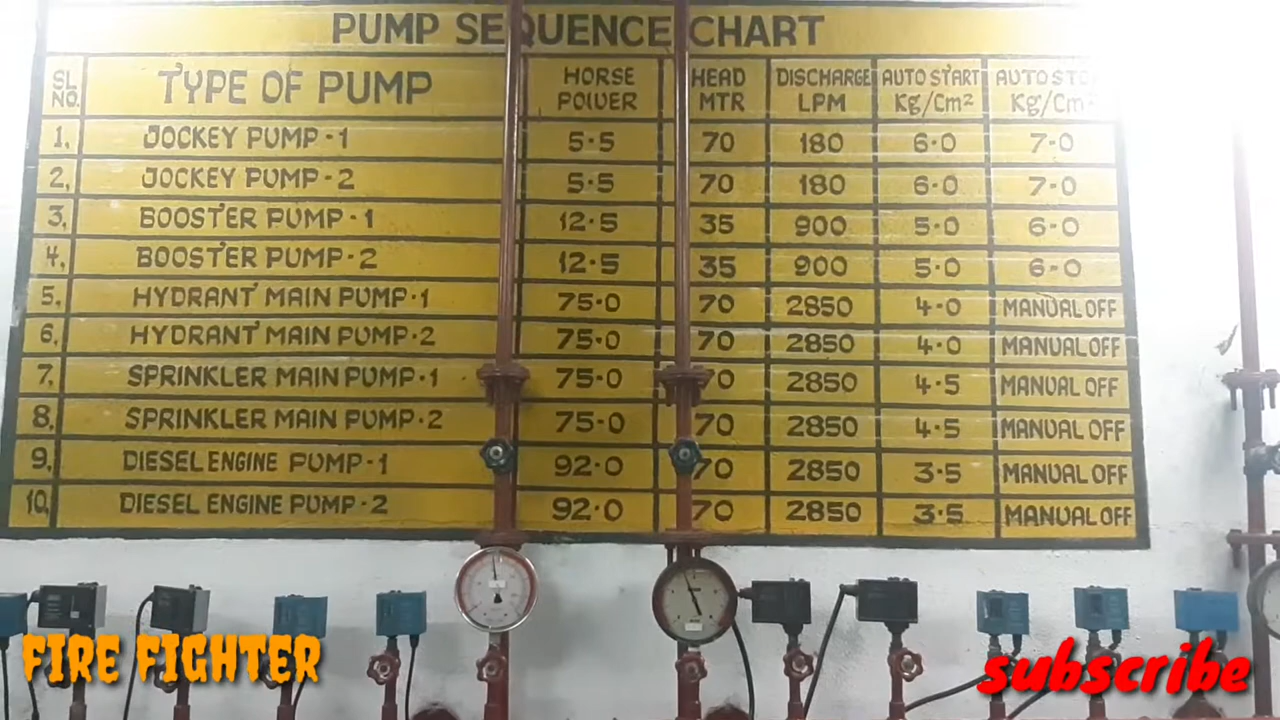 PUMP SEQUENCE CHART
SL NO. TYPE OF PUMP HORSE POWER HEAD MTR DISCHARGE LPM AUTO START Kg/Cm² AUTO STOP Kg/Cm²
1, JOCKEY PUMP-1 5.5 70 180 6.0 7.0
2, JOCKEY PUMP-2 5.5 70 180 6.0 7.0
3, BOOSTER PUMP-1 12.5 35 900 5.0 6.0
4, BOOSTER PUMP-2 12.5 35 900 5.0 6.0
5, HYDRANT MAIN PUMP-1 75.0 70 2850 4.0 MANUAL OFF
6, HYDRANT MAIN PUMP-2 75.0 70 2850 4.0 MANUAL OFF
7, SPRINKLER MAIN PUMP-1 75.0 70 2850 4.5 MANUAL OFF
8, SPRINKLER MAIN PUMP-2 75.0 70 2850 4.5 MANUAL OFF
9, DIESEL ENGINE PUMP-1 92.0 70 2850 3.5 MANUAL OFF
10, DIESEL ENGINE PUMP-2 92.0 70 2850 3.5 MANUAL OFF
FIRE FIGHTER
subscribe